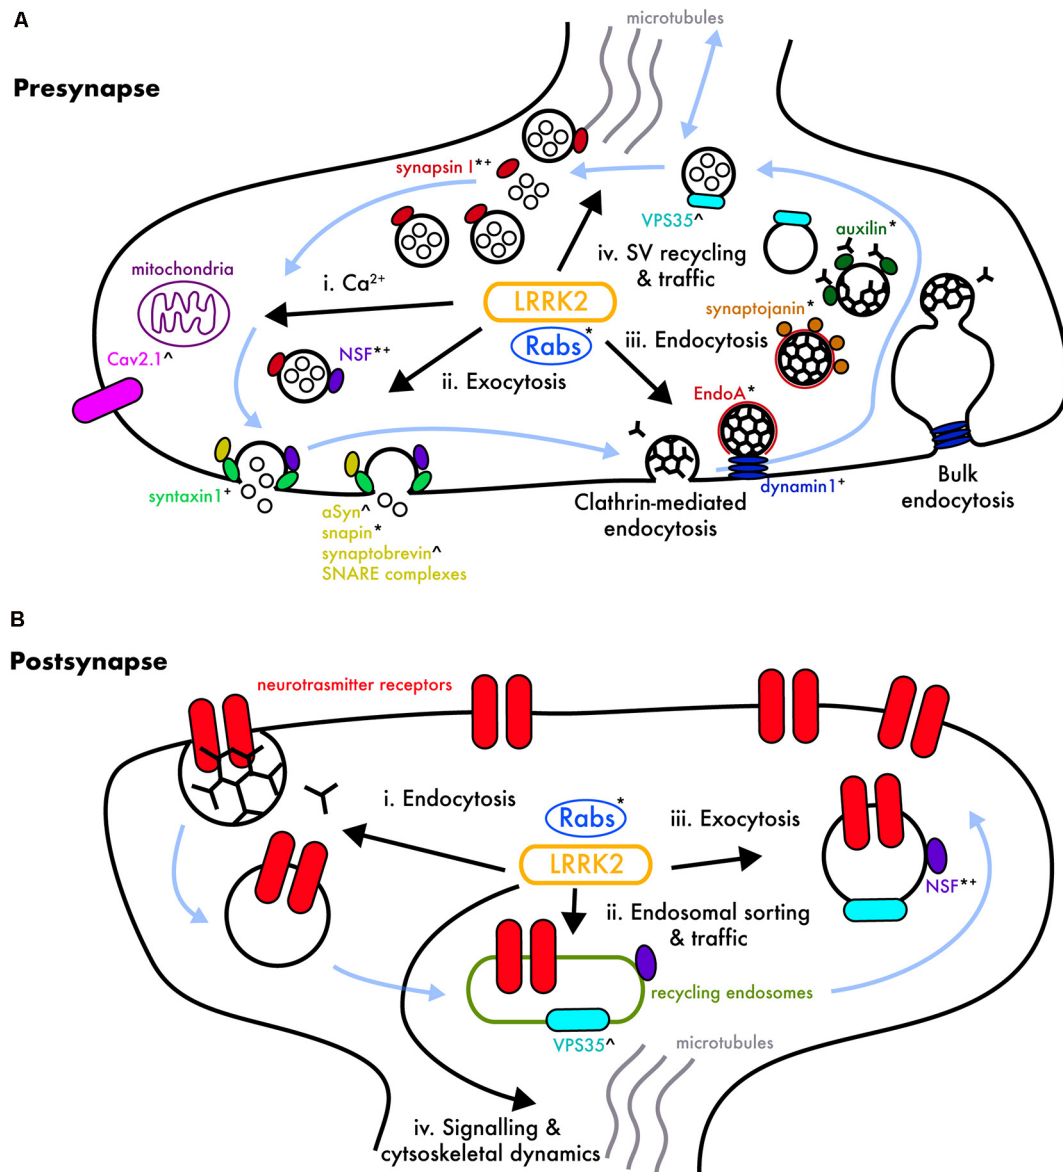 A
microtubules
Presynapse
synapsin I*+
VPS35^
auxilin*
mitochondria
iv. SV recycling
& traffic
i. Ca²⁺
LRRK2
synaptojanin*
Rabs*
iii. Endocytosis
Cav2.1^
NSF*+
ii. Exocytosis
EndoA*
syntaxin1+
dynamin1+
Bulk
endocytosis
Clathrin-mediated
endocytosis
aSyn^
snapin*
synaptobrevin^
SNARE complexes
B
Postsynapse
neurotrasmitter receptors
i. Endocytosis
Rabs*
iii. Exocytosis
LRRK2
NSF*+
ii. Endosomal sorting
& traffic
recycling endosomes
VPS35^
microtubules
iv. Signalling &
cytsoskeletal dynamics